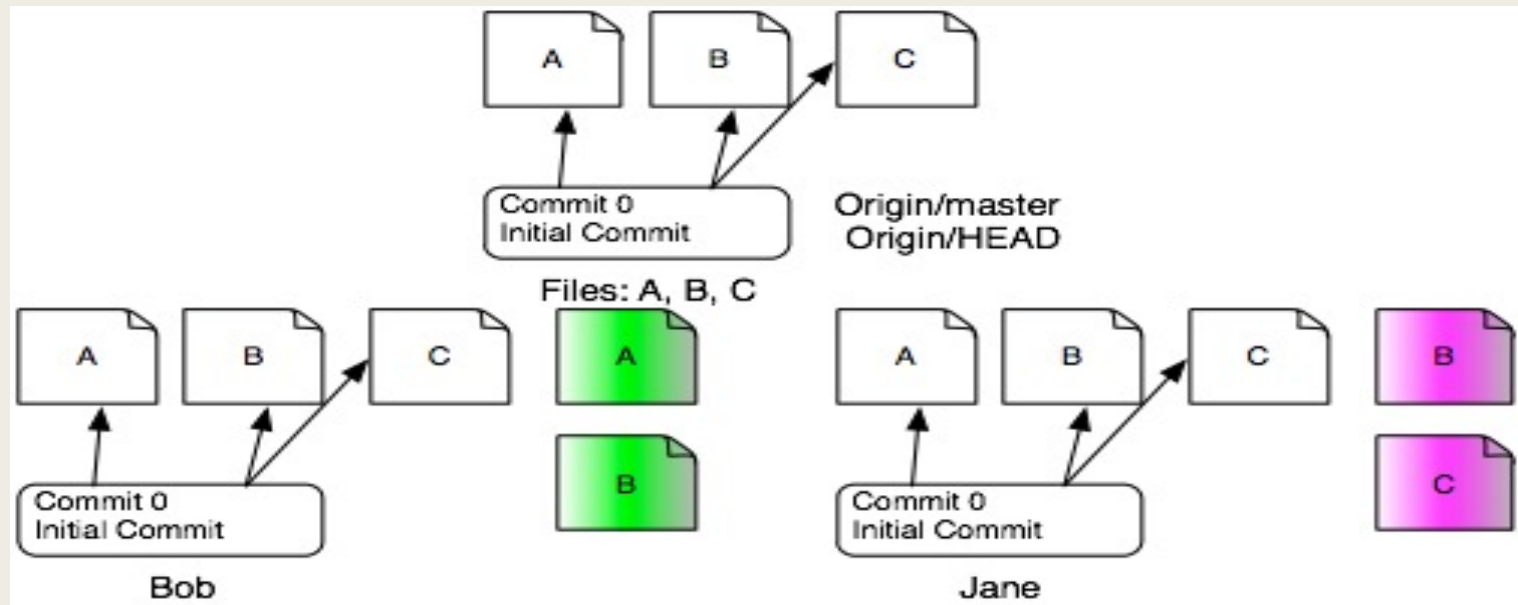 A B C
Commit 0
Initial Commit
Origin/master
Origin/HEAD
Files: A, B, C
A B C A
B
Commit 0
Initial Commit
Bob
A B C B
C
Commit 0
Initial Commit
Jane